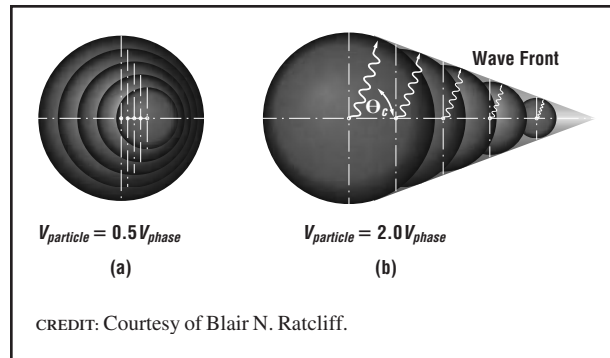 Wave Front
Θc
Vparticle = 0.5Vphase
Vparticle = 2.0Vphase
(a)
(b)
CREDIT: Courtesy of Blair N. Ratcliff.